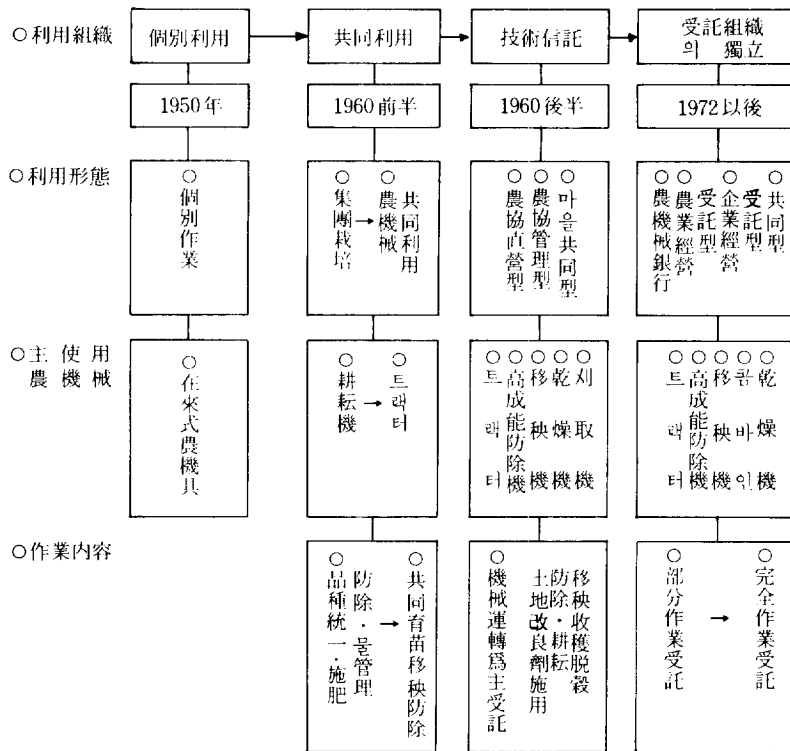 ○利用組織
個別利用
共同利用
技術信託
受託組織
의 獨立
1950年
1960前半
1960後半
1972以後
○利用形態
○個別作業
○集團栽培
→
○農機械
共同利用
○農協直營型
○農協管理型
○마을共同型
○農機械銀行
○農業經營
受託型
○企業經營
受託型
○共同型
○主使用
農機械
○在來式農機具
○耕耘機
→
○트랙터
○트랙터
○高成能防除機
○移秧機
○乾燥機
○刈取機
○트랙터
○高成能防除機
○移秧機
○콤바인
○乾燥機
○作業内容
○品種統一·施肥
防除·물管理
→
○共同育苗移秧防除
○機械運轉爲主受託
土地改良劑施用
防除·耕耘
移秧收穫脱穀
○部分作業受託
→
○完全作業受託